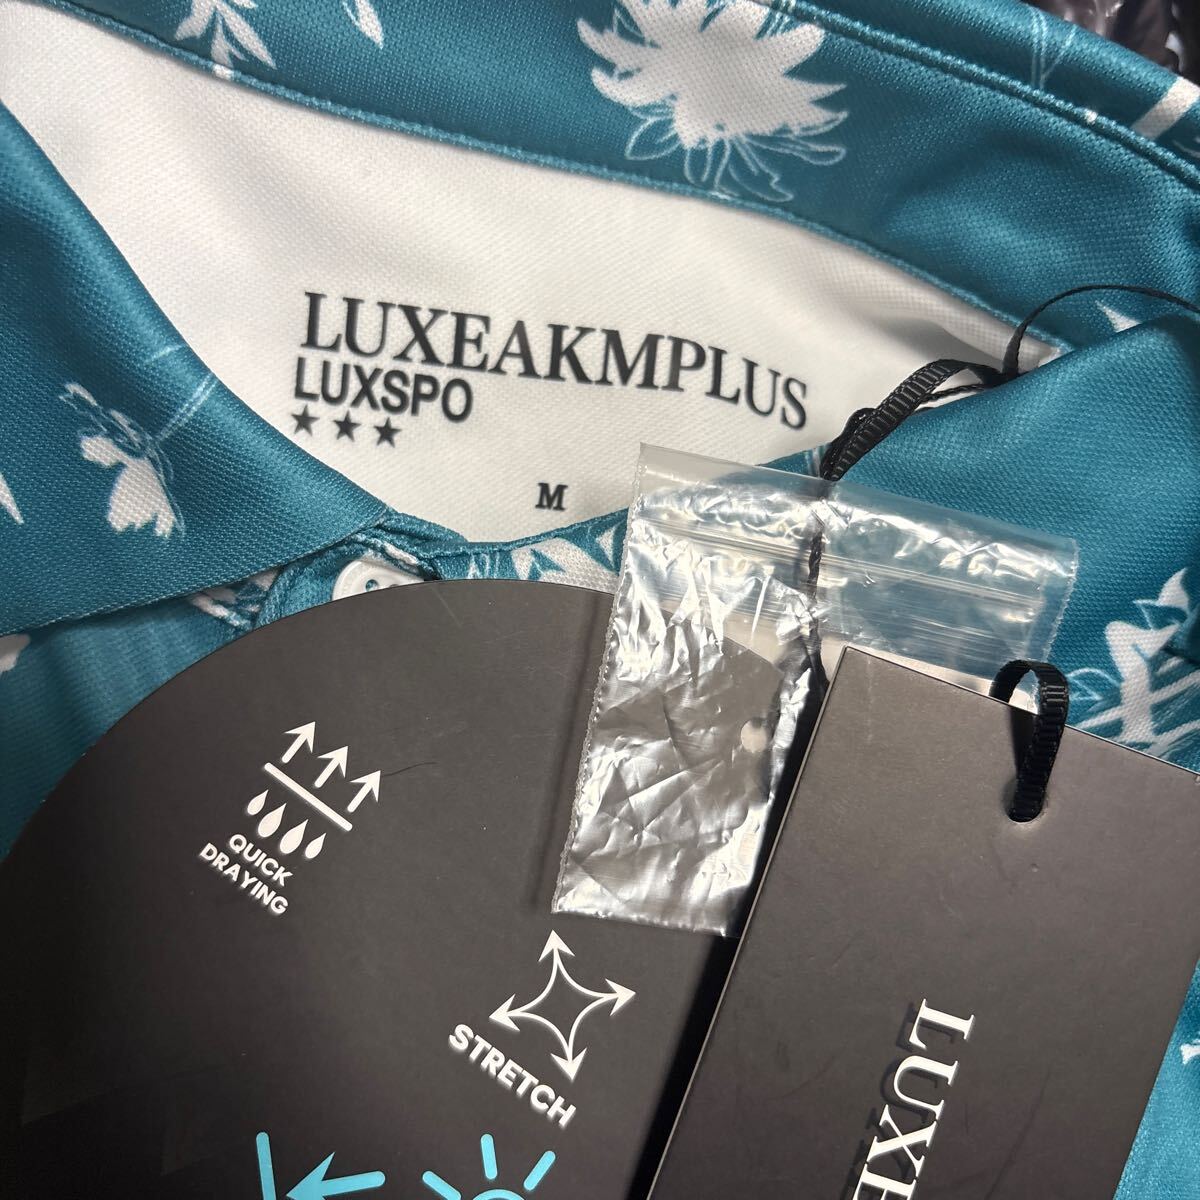 LUXEAKMPLUS
LUXSPO
★★★
M
QUICK
DRAYING
STRETCH
LUXE